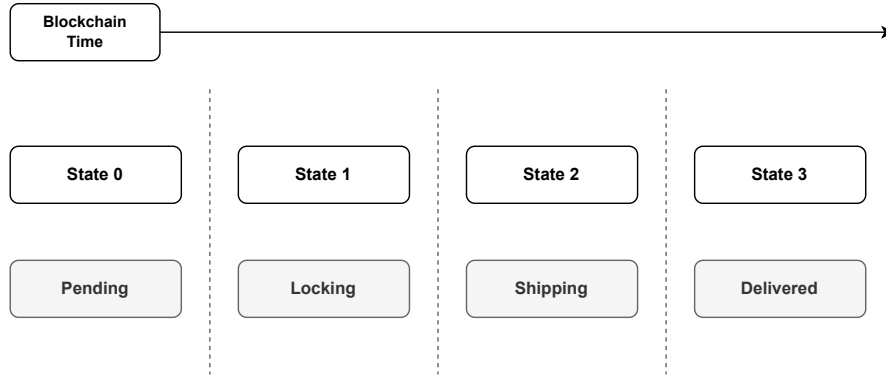 Blockchain
Time
State 0
State 1
State 2
State 3
Pending
Locking
Shipping
Delivered